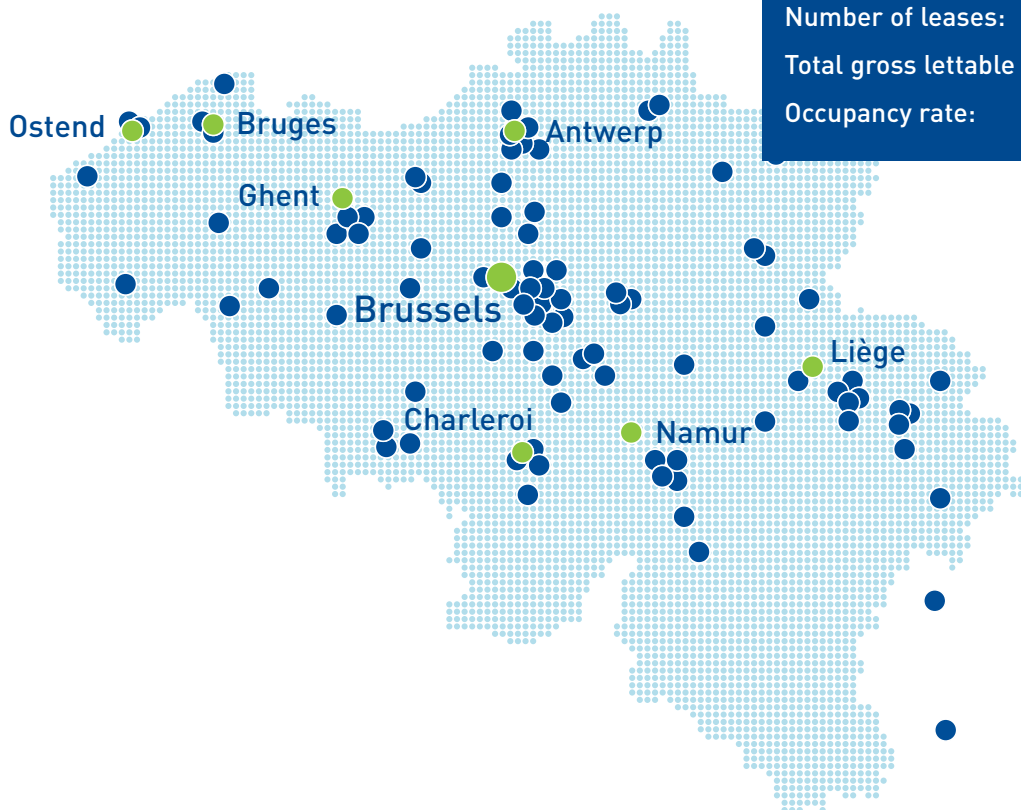 Number of leases:
Total gross lettable
Occupancy rate:
Ostend
Bruges
Antwerp
Ghent
Brussels
Liège
Charleroi
Namur